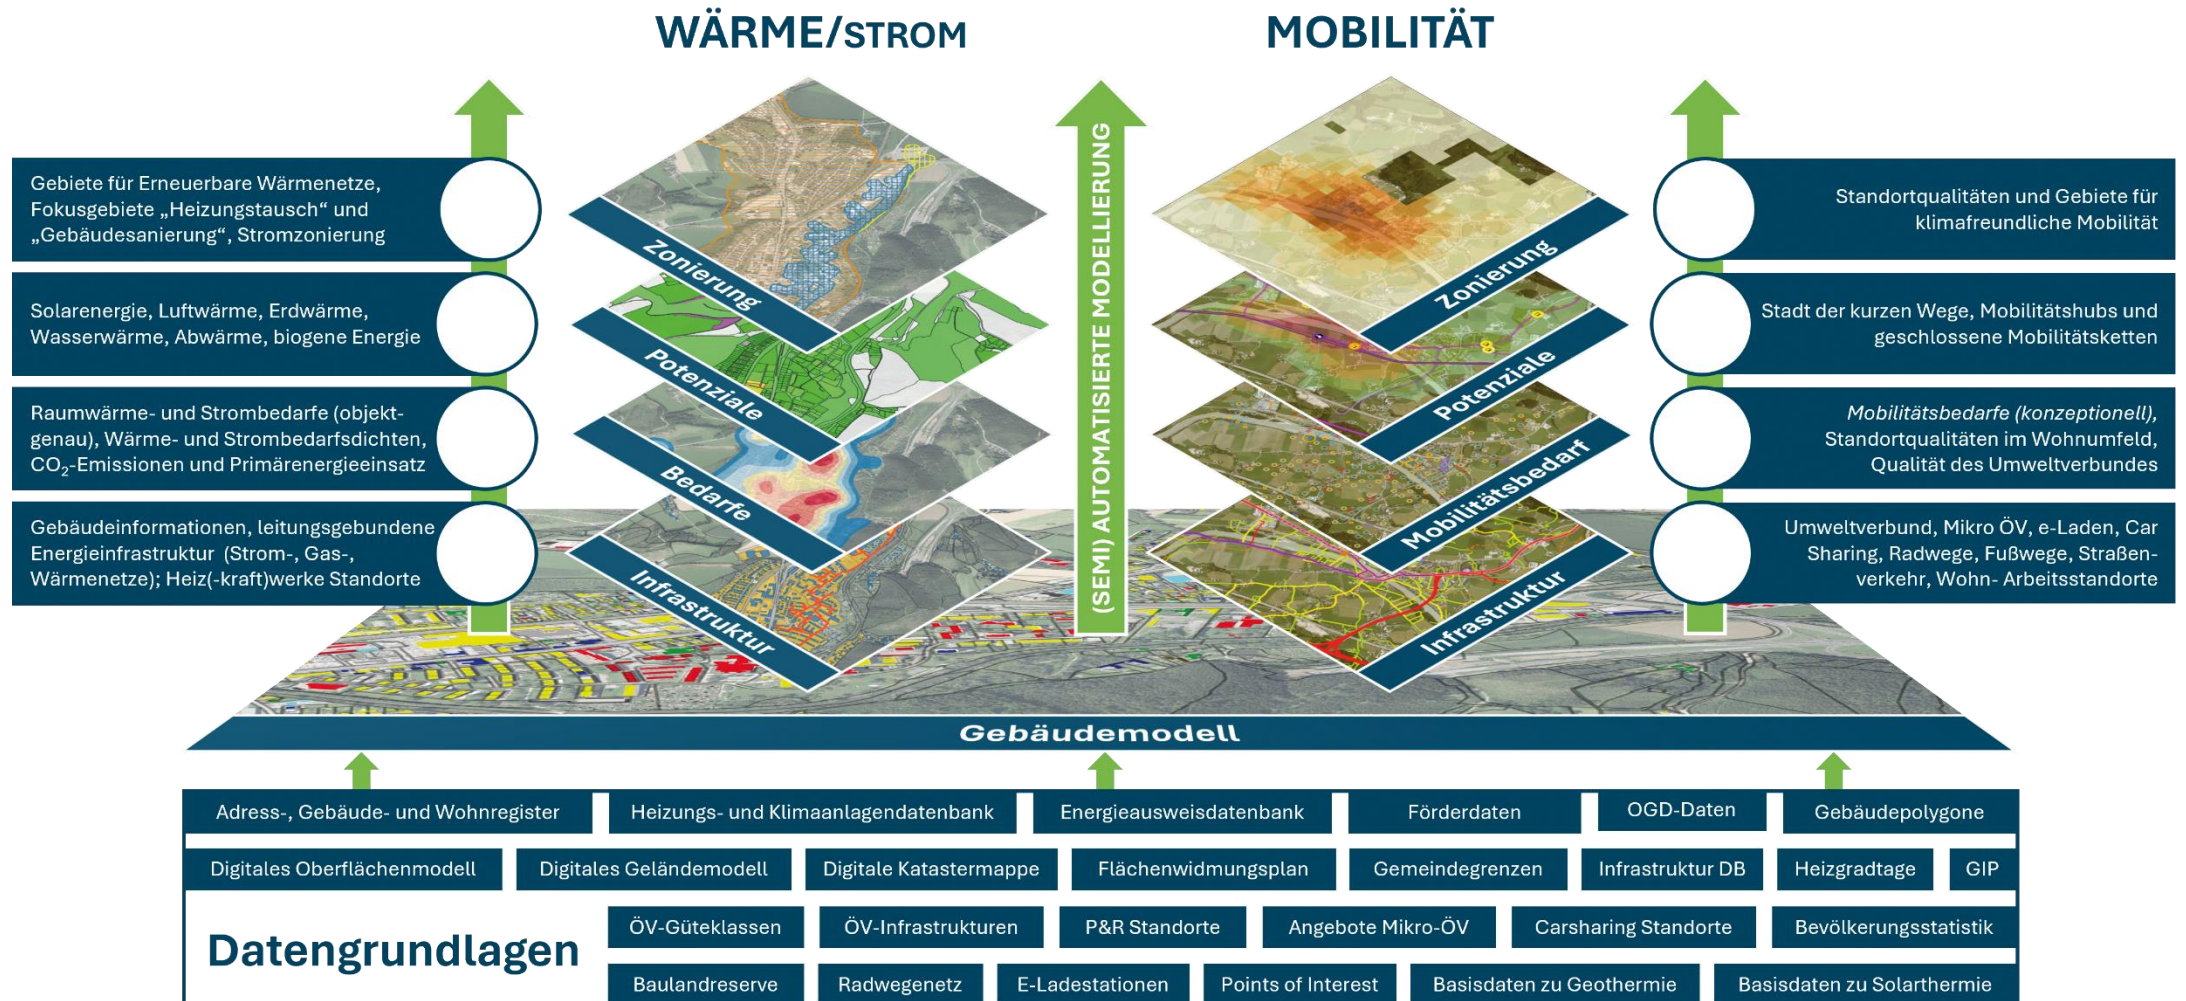 WÄRME/STROM
MOBILITÄT
Gebiete für Erneuerbare Wärmenetze,
Fokusgebiete „Heizungstausch“ und
„Gebäudesanierung“, Stromzonierung
Solarenergie, Luftwärme, Erdwärme,
Wasserwärme, Abwärme, biogene Energie
Raumwärme- und Strombedarfe (objekt-
genau), Wärme- und Strombedarfsdichten,
CO₂-Emissionen und Primärenergieeinsatz
Gebäudeinformationen, leitungsgebundene
Energieinfrastruktur (Strom-, Gas-,
Wärmenetze); Heiz(-kraft)werke Standorte
Zonierung
Potenziale
Bedarfe
Infrastruktur
(SEMI) AUTOMATISIERTE MODELLIERUNG
Zonierung
Potenziale
Mobilitätsbedarf
Infrastruktur
Standortqualitäten und Gebiete für
klimafreundliche Mobilität
Stadt der kurzen Wege, Mobilitätshubs und
geschlossene Mobilitätsketten
Mobilitätsbedarfe (konzeptionell),
Standortqualitäten im Wohnumfeld,
Qualität des Umweltverbundes
Umweltverbund, Mikro ÖV, e-Laden, Car
Sharing, Radwege, Fußwege, Straßen-
verkehr, Wohn- Arbeitsstandorte
Gebäudemodell
Adress-, Gebäude- und Wohnregister
Heizungs- und Klimaanlagendatenbank
Energieausweisdatenbank
Förderdaten
OGD-Daten
Gebäudepolygone
Digitales Oberflächenmodell
Digitales Geländemodell
Digitale Katastermappe
Flächenwidmungsplan
Gemeindegrenzen
Infrastruktur DB
Heizgradtage
GIP
Datengrundlagen
ÖV-Güteklassen
ÖV-Infrastrukturen
P&R Standorte
Angebote Mikro-ÖV
Carsharing Standorte
Bevölkerungsstatistik
Baulandreserve
Radwegenetz
E-Ladestationen
Points of Interest
Basisdaten zu Geothermie
Basisdaten zu Solarthermie